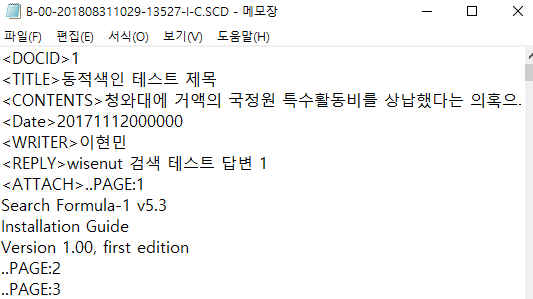 B-00-201808311029-13527-I-C.SCD - 메모장
파일(F) 편집(E) 서식(O) 보기(V) 도움말(H)
<DOCID>1
<TITLE>동적색인 테스트 제목
<CONTENTS>청와대에 거액의 국정원 특수활동비를 상납했다는 의혹으.
<Date>20171112000000
<WRITER>이현민
<REPLY>wisenut 검색 테스트 답변 1
<ATTACH>..PAGE:1
Search Formula-1 v5.3
Installation Guide
Version 1.00, first edition
..PAGE:2
..PAGE:3